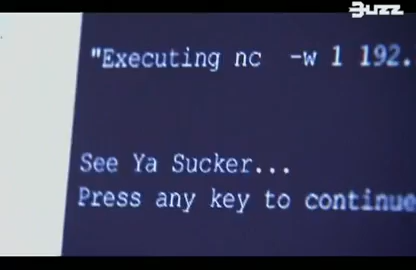 BUZZ
"Executing nc  -w 1 192.
See Ya Sucker...
Press any key to continue